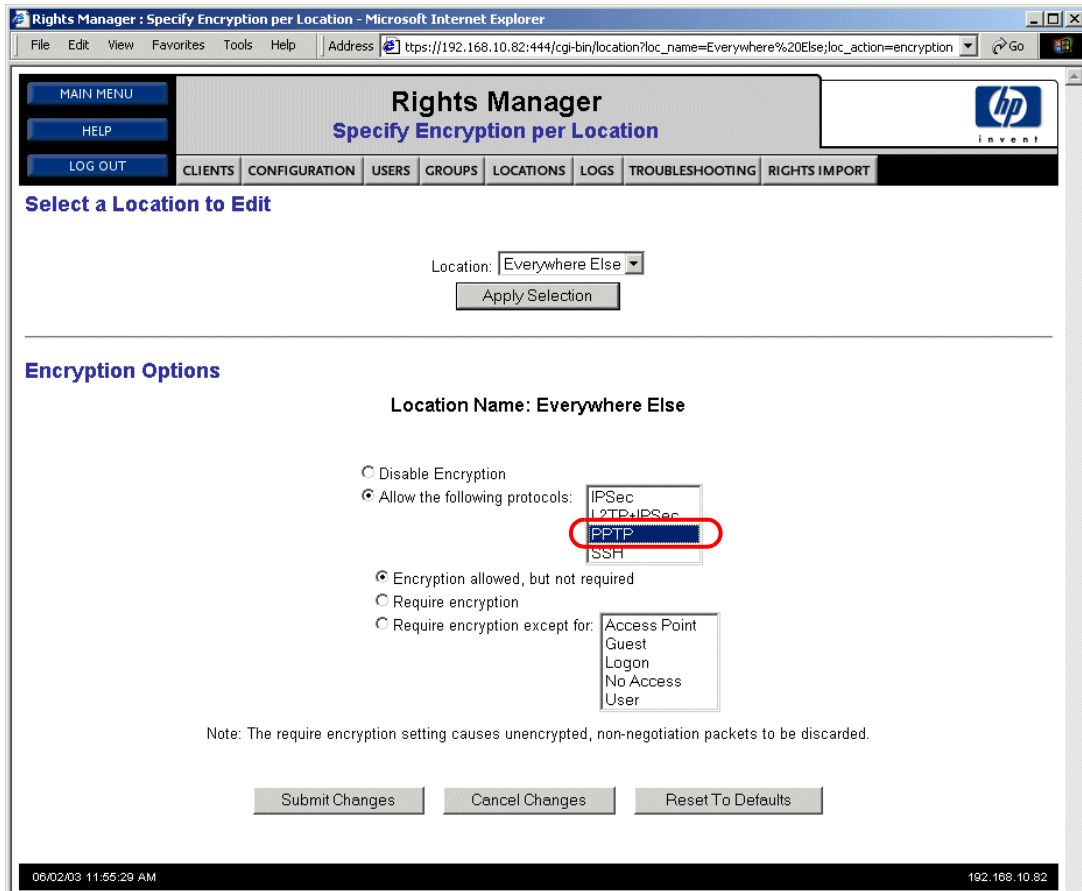 Rights Manager : Specify Encryption per Location - Microsoft Internet Explorer
File Edit View Favorites Tools Help Address ttps://192.168.10.82:444/cgi-bin/location?loc_name=Everywhere%20Else;loc_action=encryption Go
MAIN MENU
HELP
LOG OUT
Rights Manager
Specify Encryption per Location
hp
invent
CLIENTS CONFIGURATION USERS GROUPS LOCATIONS LOGS TROUBLESHOOTING RIGHTS IMPORT
Select a Location to Edit
Location: Everywhere Else
Apply Selection
Encryption Options
Location Name: Everywhere Else
Disable Encryption
Allow the following protocols:
IPSec
L2TP+IPSec
PPTP
SSH
Encryption allowed, but not required
Require encryption
Require encryption except for:
Access Point
Guest
Logon
No Access
User
Note: The require encryption setting causes unencrypted, non-negotiation packets to be discarded.
Submit Changes Cancel Changes Reset To Defaults
06/02/03 11:55:29 AM 192.168.10.82